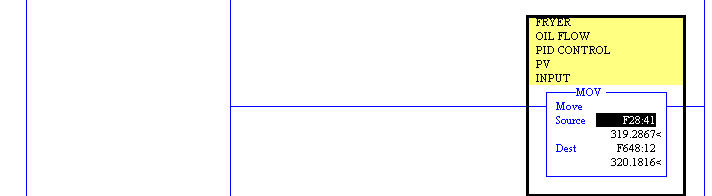 FRYER
OIL FLOW
PID CONTROL
PV
INPUT
MOV
Move
Source F28:41
319.2867<
Dest F648:12
320.1816<